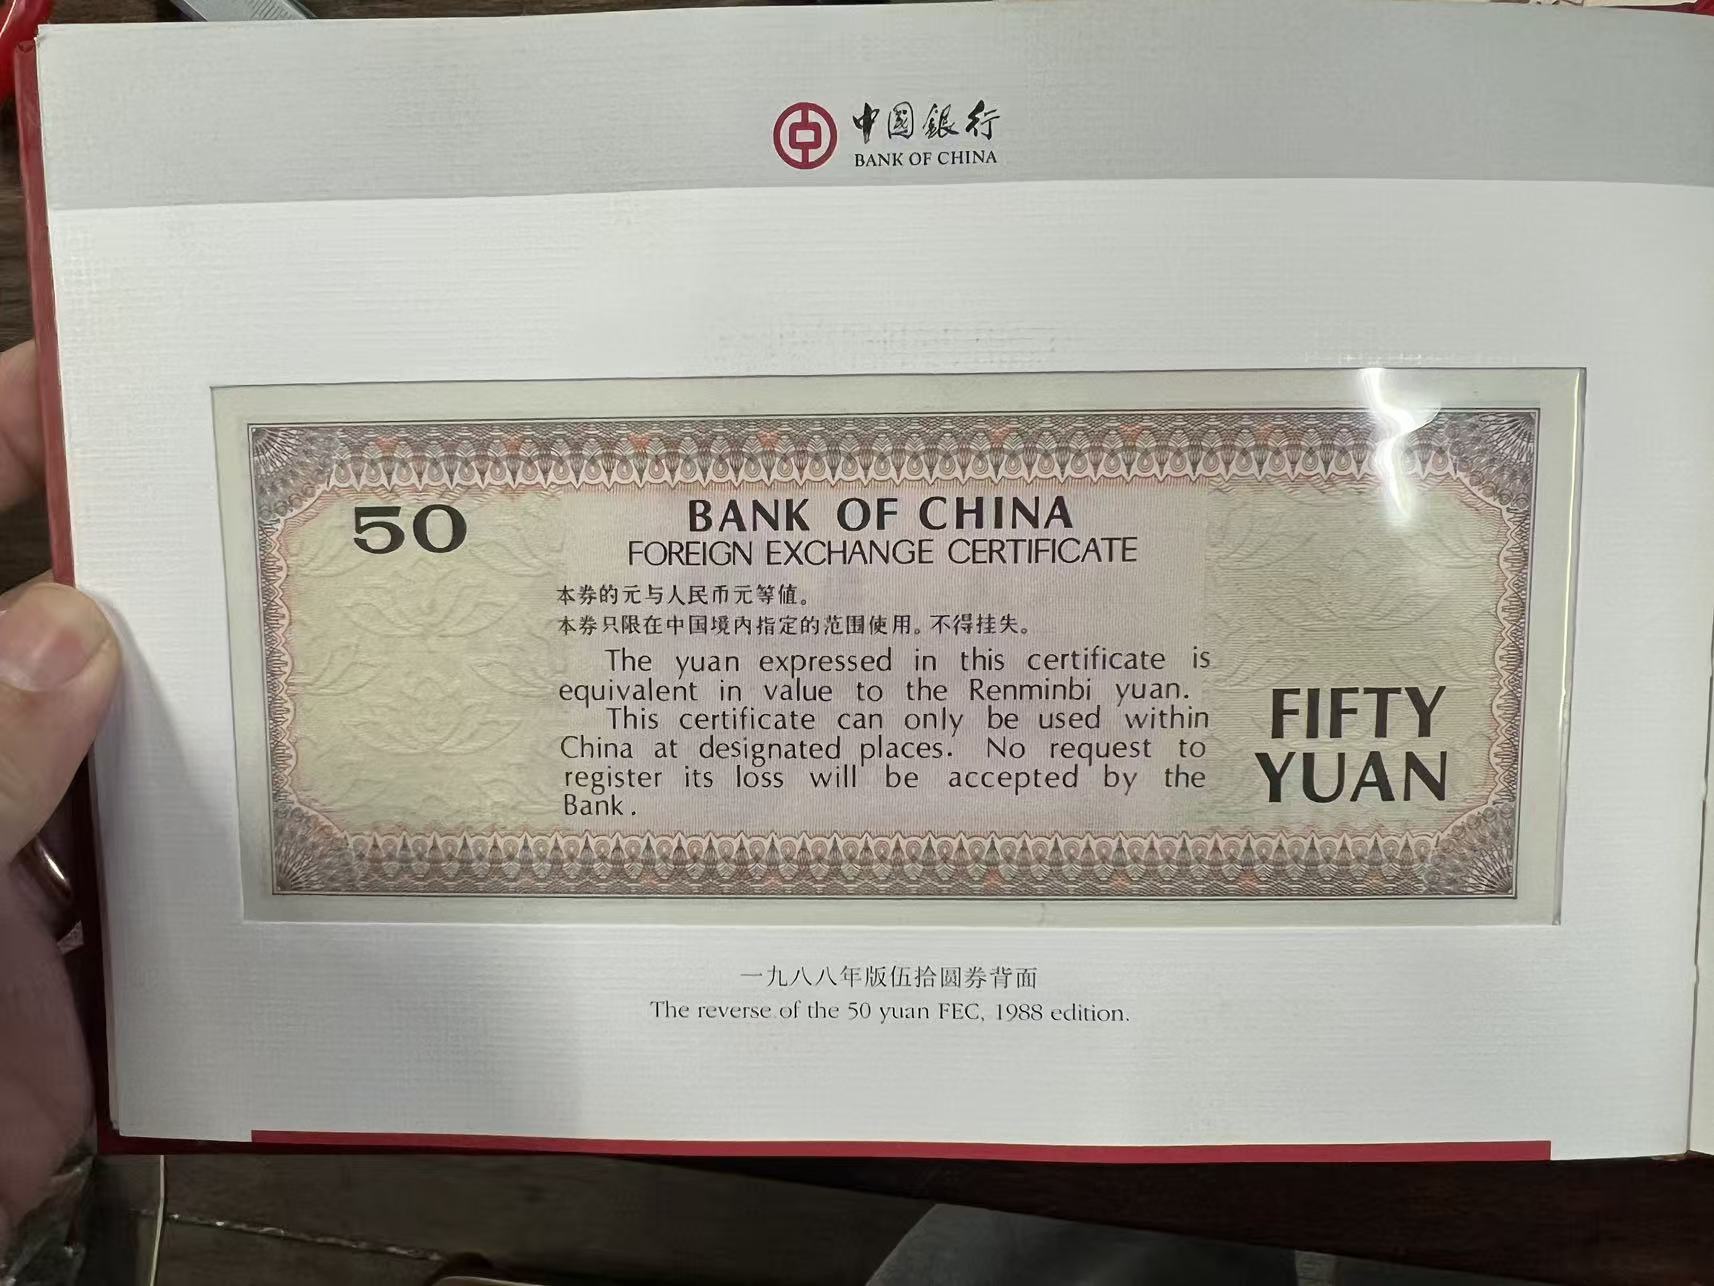 中國銀行
BANK OF CHINA
50
BANK OF CHINA
FOREIGN EXCHANGE CERTIFICATE
本券的元与人民币元等值。
本券只限在中国境内指定的范围使用。不得挂失。
The yuan expressed in this certificate is
equivalent in value to the Renminbi yuan.
This certificate can only be used within
China at designated places. No request to
register its loss will be accepted by the
Bank.
FIFTY
YUAN
一九八八年版伍拾圆券背面
The reverse of the 50 yuan FEC, 1988 edition.